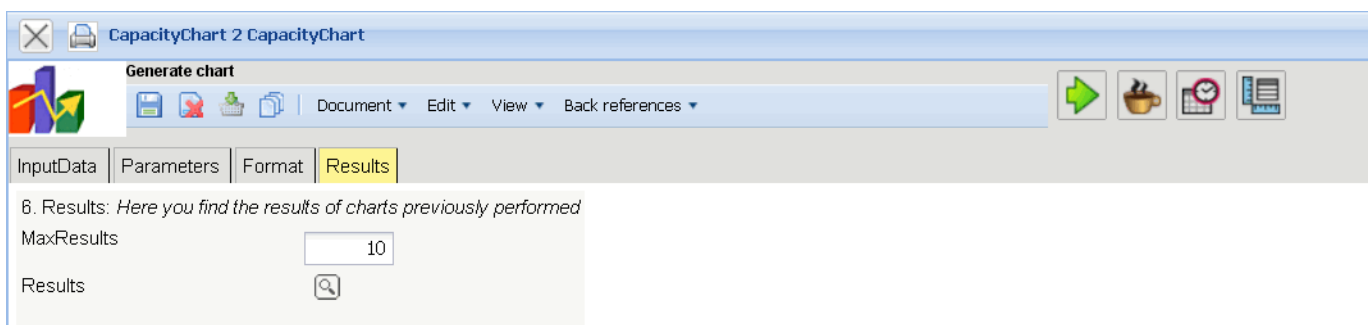 CapacityChart 2 CapacityChart
Generate chart
Document Edit View Back references
InputData Parameters Format Results
6. Results: Here you find the results of charts previously performed
MaxResults 10
Results